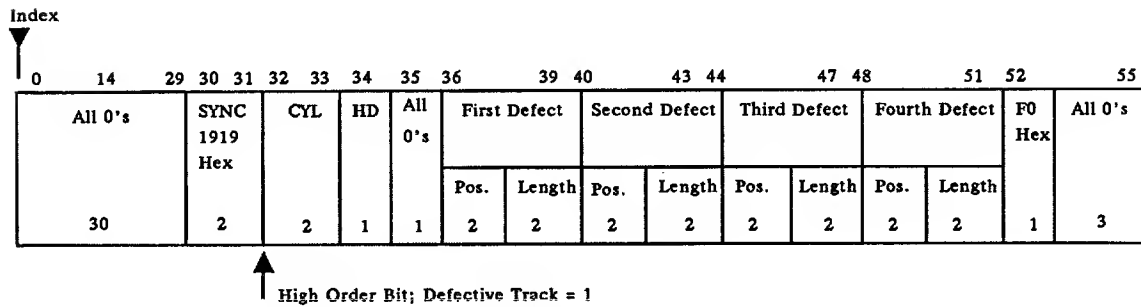 Index
0 14 29 30 31 32 33 34 35 36 39 40 43 44 47 48 51 52 55
All 0's SYNC CYL HD All First Defect Second Defect Third Defect Fourth Defect F0 All 0's
1919 0's Hex
Hex
Pos. Length Pos. Length Pos. Length Pos. Length
30 2 2 1 1 2 2 2 2 2 2 2 2 1 3
High Order Bit; Defective Track = 1